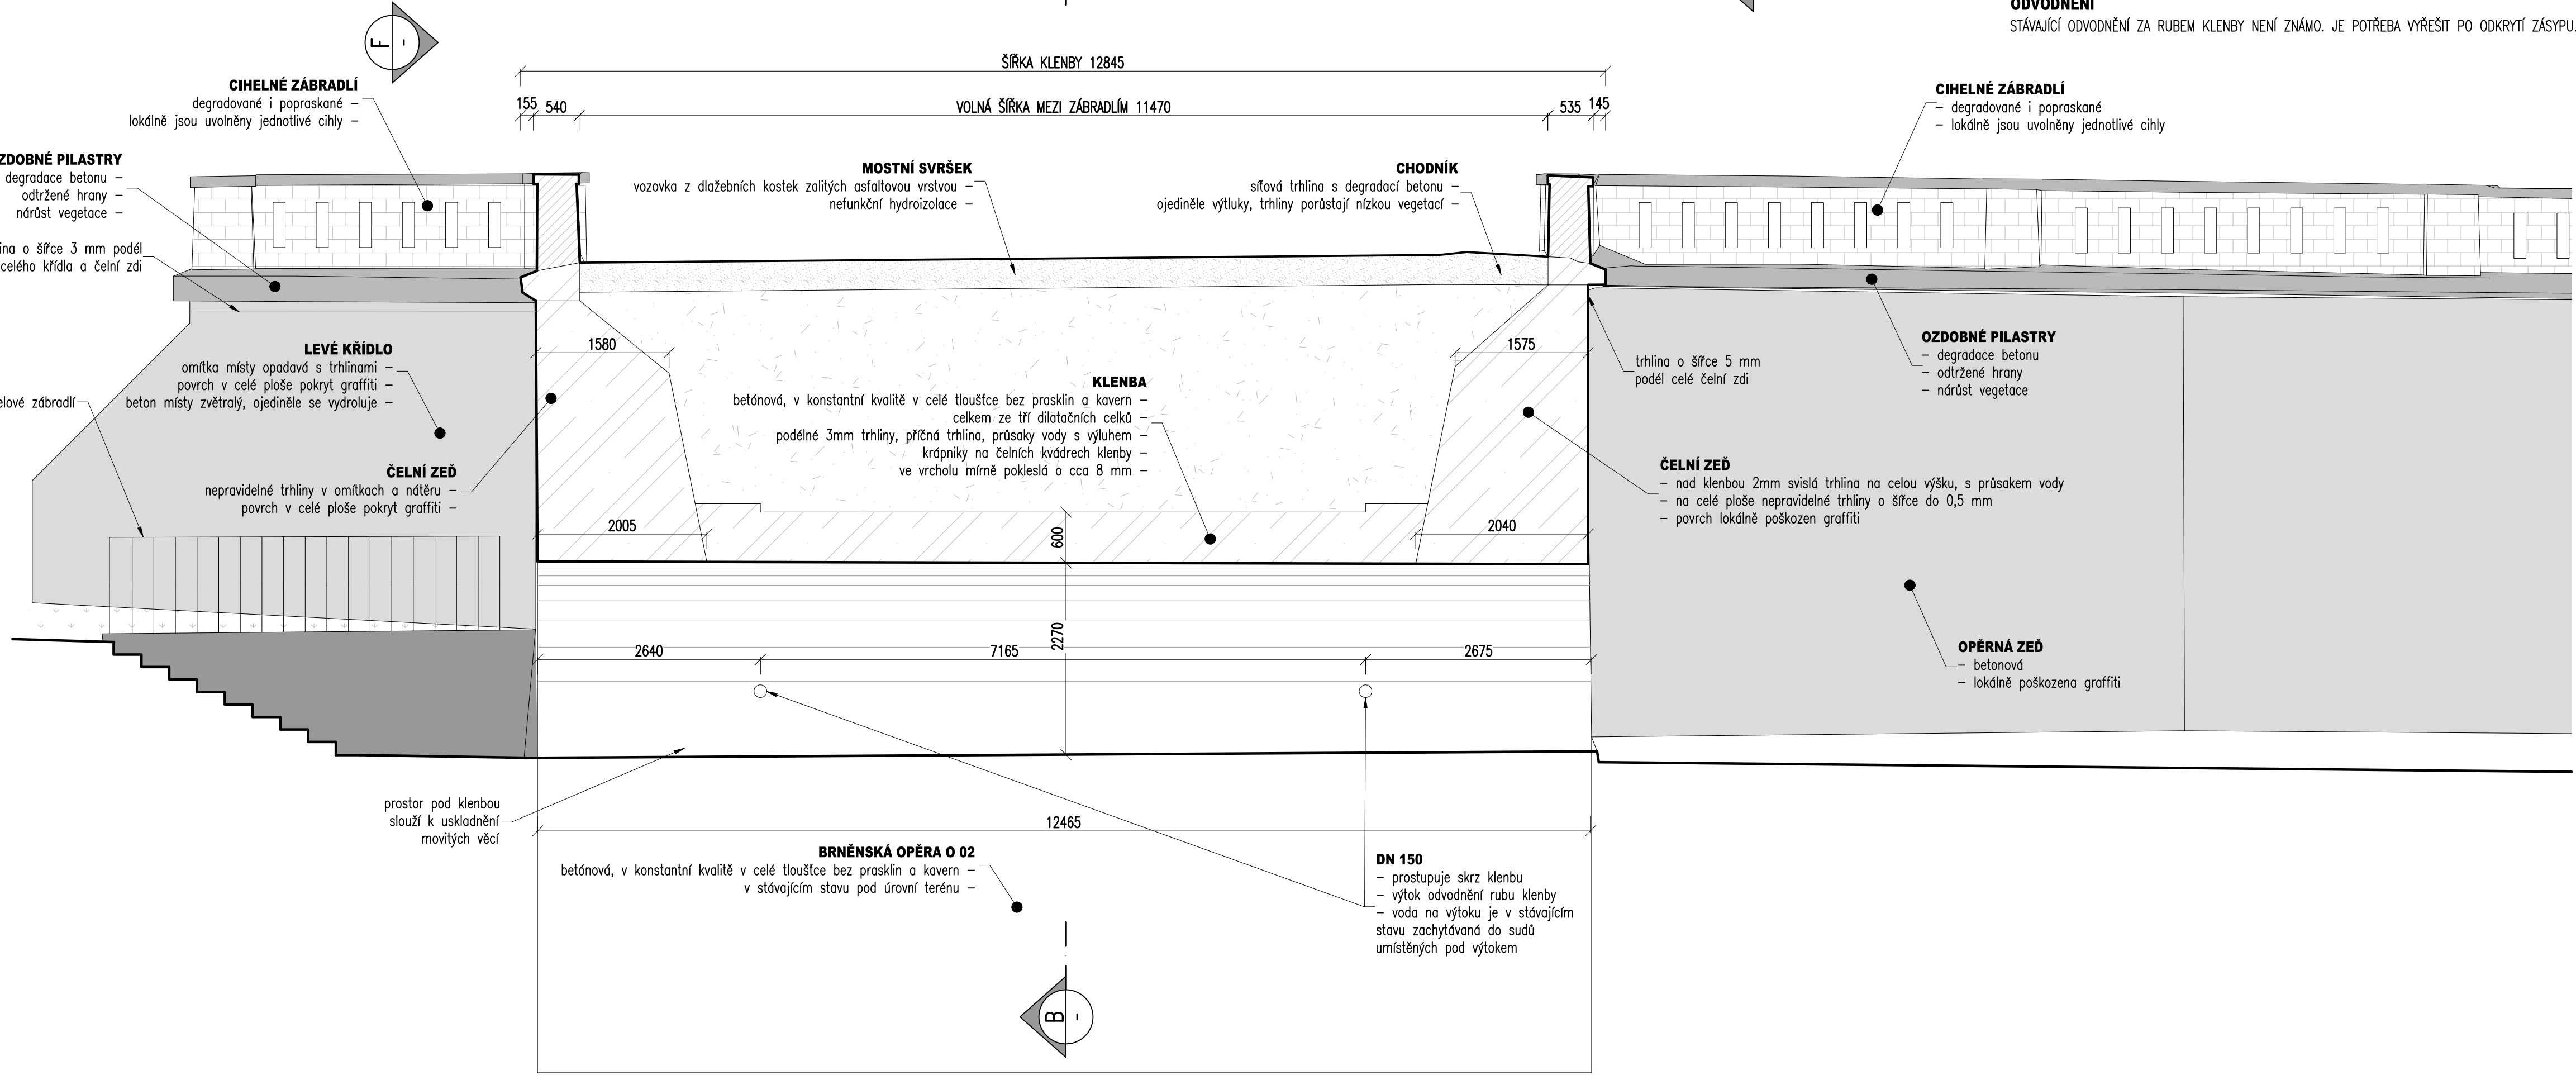 ODVODNĚNÍ
STÁVAJÍCÍ ODVODNĚNÍ ZA RUBEM KLENBY NENÍ ZNÁMO. JE POTŘEBA VYŘEŠIT PO ODKRYTÍ ZÁSYPU.
F
-
ŠÍŘKA KLENBY 12845
155
540
VOLNÁ ŠÍŘKA MEZI ZÁBRADLÍM 11470
535
145
CIHELNÉ ZÁBRADLÍ
degradované i popraskané -
lokálně jsou uvolněny jednotlivé cihly -
CIHELNÉ ZÁBRADLÍ
- degradované i popraskané
- lokálně jsou uvolněny jednotlivé cihly
ZDOBNÉ PILASTRY
degradace betonu -
odtržené hrany -
nárůst vegetace -
MOSTNÍ SVRŠEK
vozovka z dlažebních kostek zalitých asfaltovou vrstvou -
nefunkční hydroizolace -
CHODNÍK
síťová trhlina s degradací betonu -
ojediněle výtluky, trhliny porůstají nízkou vegetací -
ina o šířce 3 mm podél
celého křídla a čelní zdi
LEVÉ KŘÍDLO
omítka místy opadavá s trhlinami -
povrch v celé ploše pokryt graffiti -
beton místy zvětralý, ojediněle se vydroluje -
elové zábradlí
1580
1575
trhlina o šířce 5 mm
podél celé čelní zdi
OZDOBNÉ PILASTRY
- degradace betonu
- odtržené hrany
- nárůst vegetace
KLENBA
betónová, v konstantní kvalitě v celé tloušťce bez prasklin a kavern -
celkem ze tří dilatačních celků -
podélné 3mm trhliny, příčná trhlina, průsaky vody s výluhem -
krápniky na čelních kvádrech klenby -
ve vrcholu mírně pokleslá o cca 8 mm -
ČELNÍ ZEĎ
nepravidelné trhliny v omítkách a nátěru -
povrch v celé ploše pokryt graffiti -
ČELNÍ ZEĎ
- nad klenbou 2mm svislá trhlina na celou výšku, s průsakem vody
- na celé ploše nepravidelné trhliny o šířce do 0,5 mm
- povrch lokálně poškozen graffiti
2005
600
2040
2270
2640
7165
2675
OPĚRNÁ ZEĎ
- betonová
- lokálně poškozena graffiti
prostor pod klenbou
slouží k uskladnění
movitých věcí
12465
BRNĚNSKÁ OPĚRA O 02
betónová, v konstantní kvalitě v celé tloušťce bez prasklin a kavern -
v stávajícím stavu pod úrovní terénu -
DN 150
- prostupuje skrz klenbu
- výtok odvodnění rubu klenby
- voda na výtoku je v stávajícím
stavu zachytávaná do sudů
umístěných pod výtokem
B
-